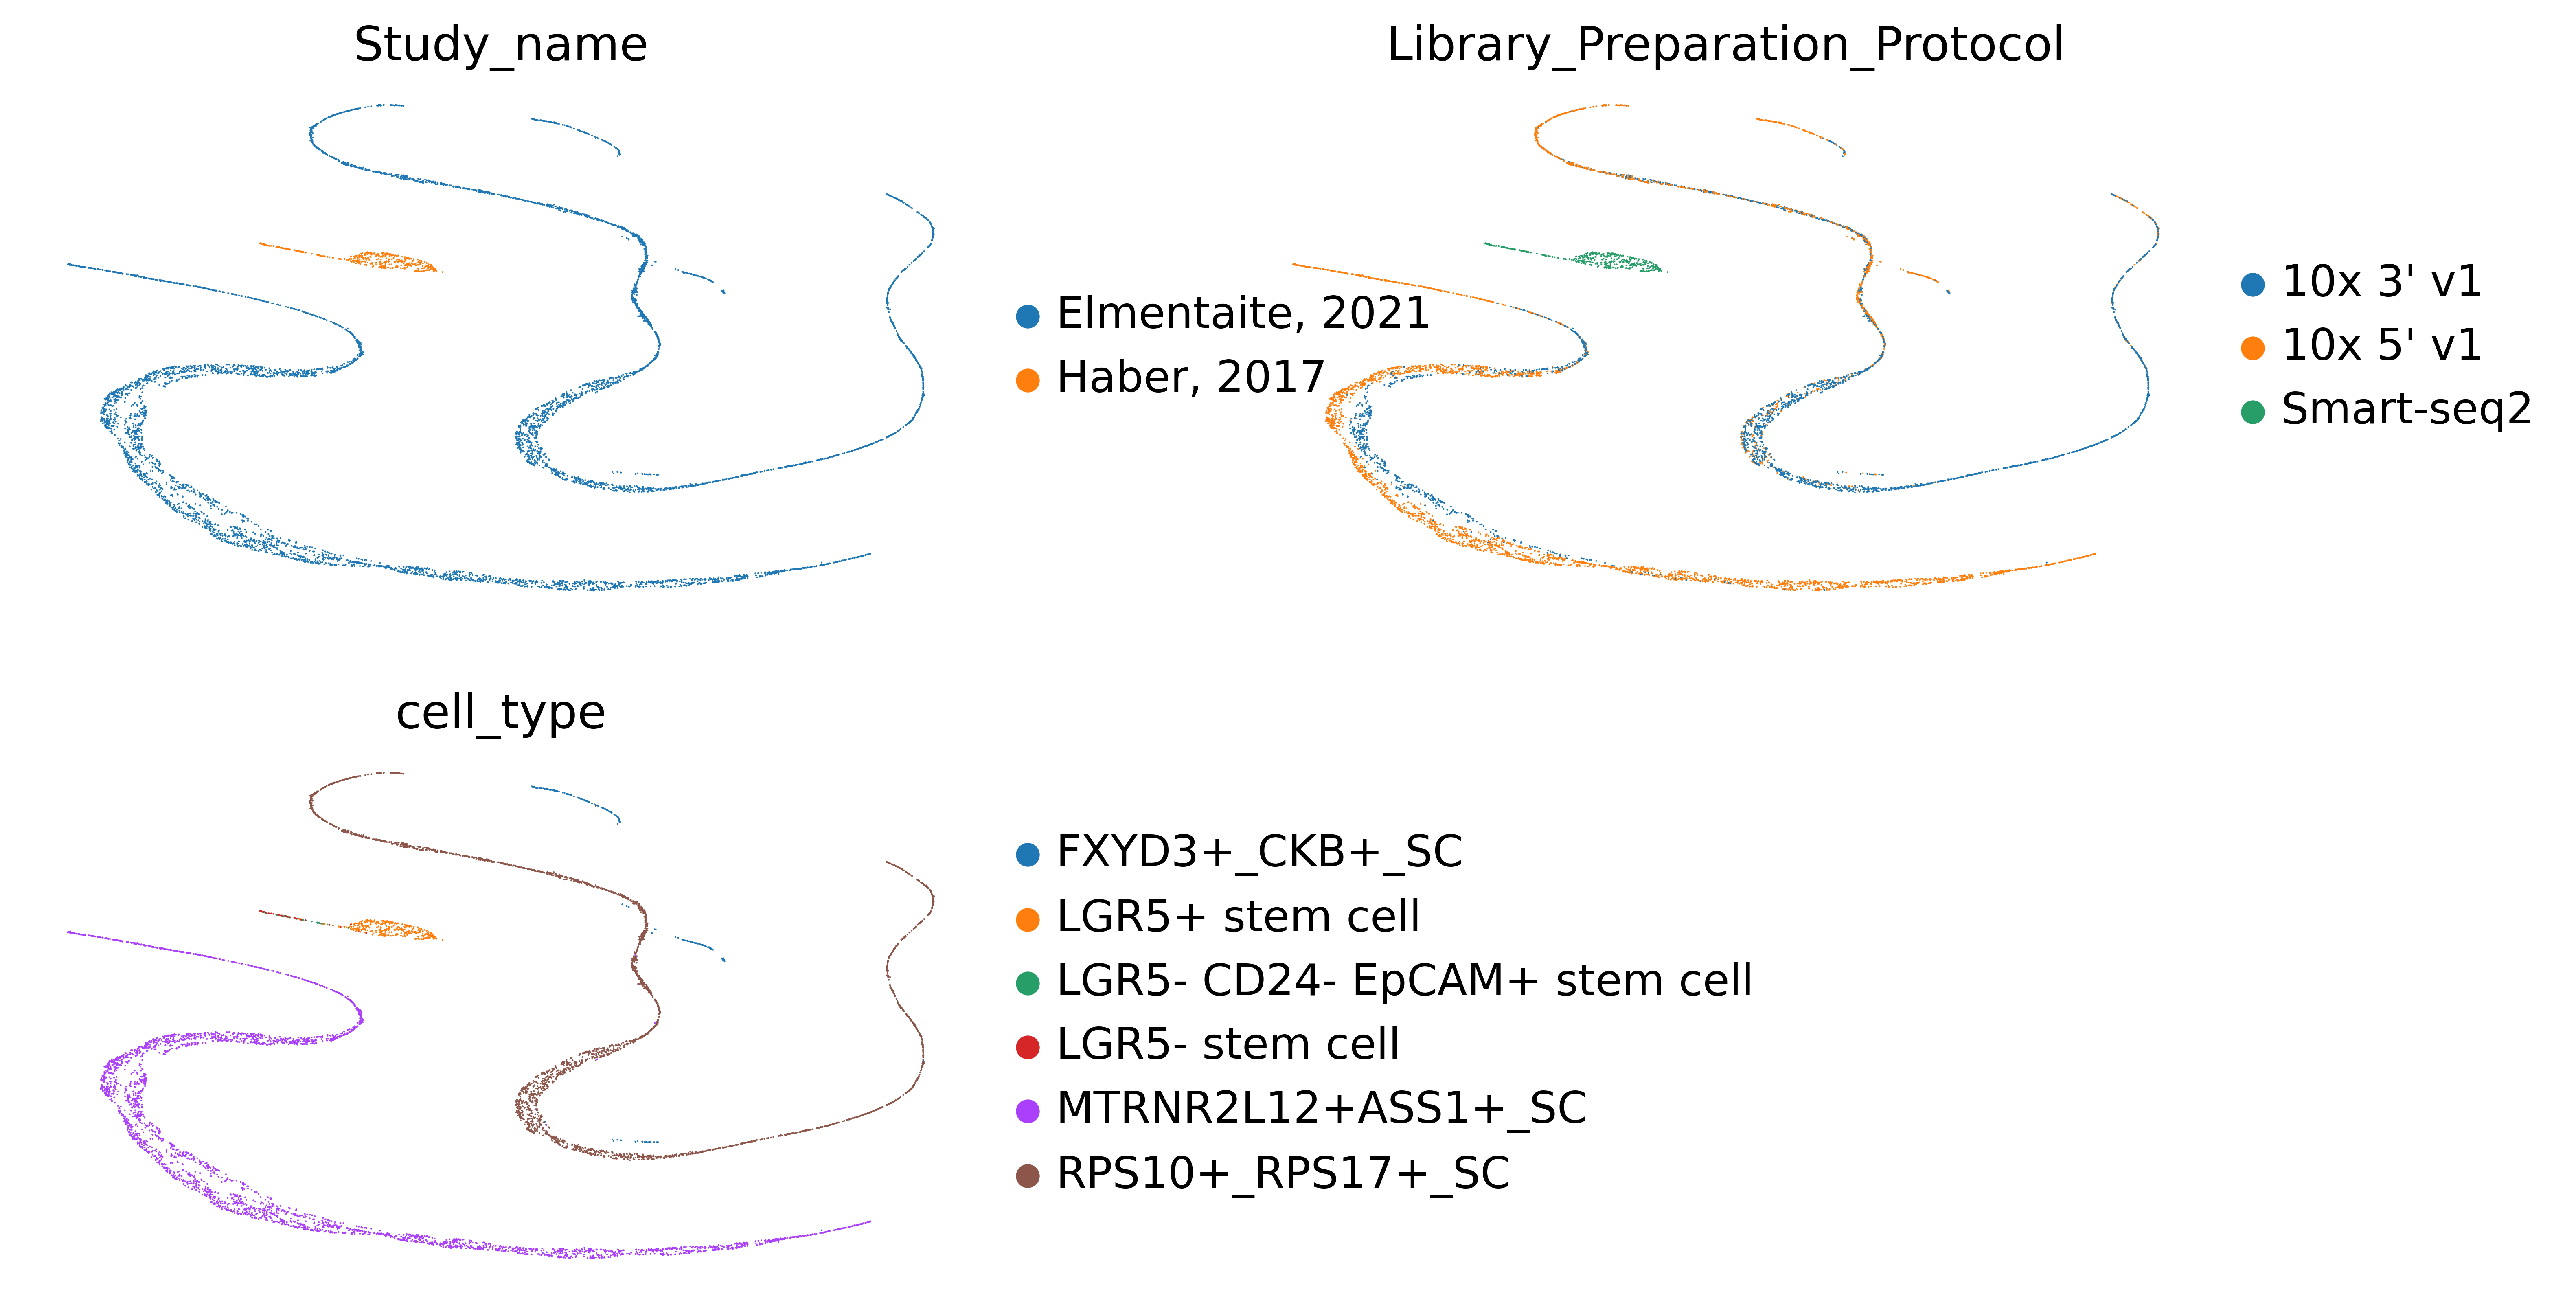 Study_name
Library_Preparation_Protocol
Elmentaite, 2021
Haber, 2017
10x 3' v1
10x 5' v1
Smart-seq2
cell_type
FXYD3+_CKB+_SC
LGR5+ stem cell
LGR5- CD24- EpCAM+ stem cell
LGR5- stem cell
MTRNR2L12+ASS1+_SC
RPS10+_RPS17+_SC